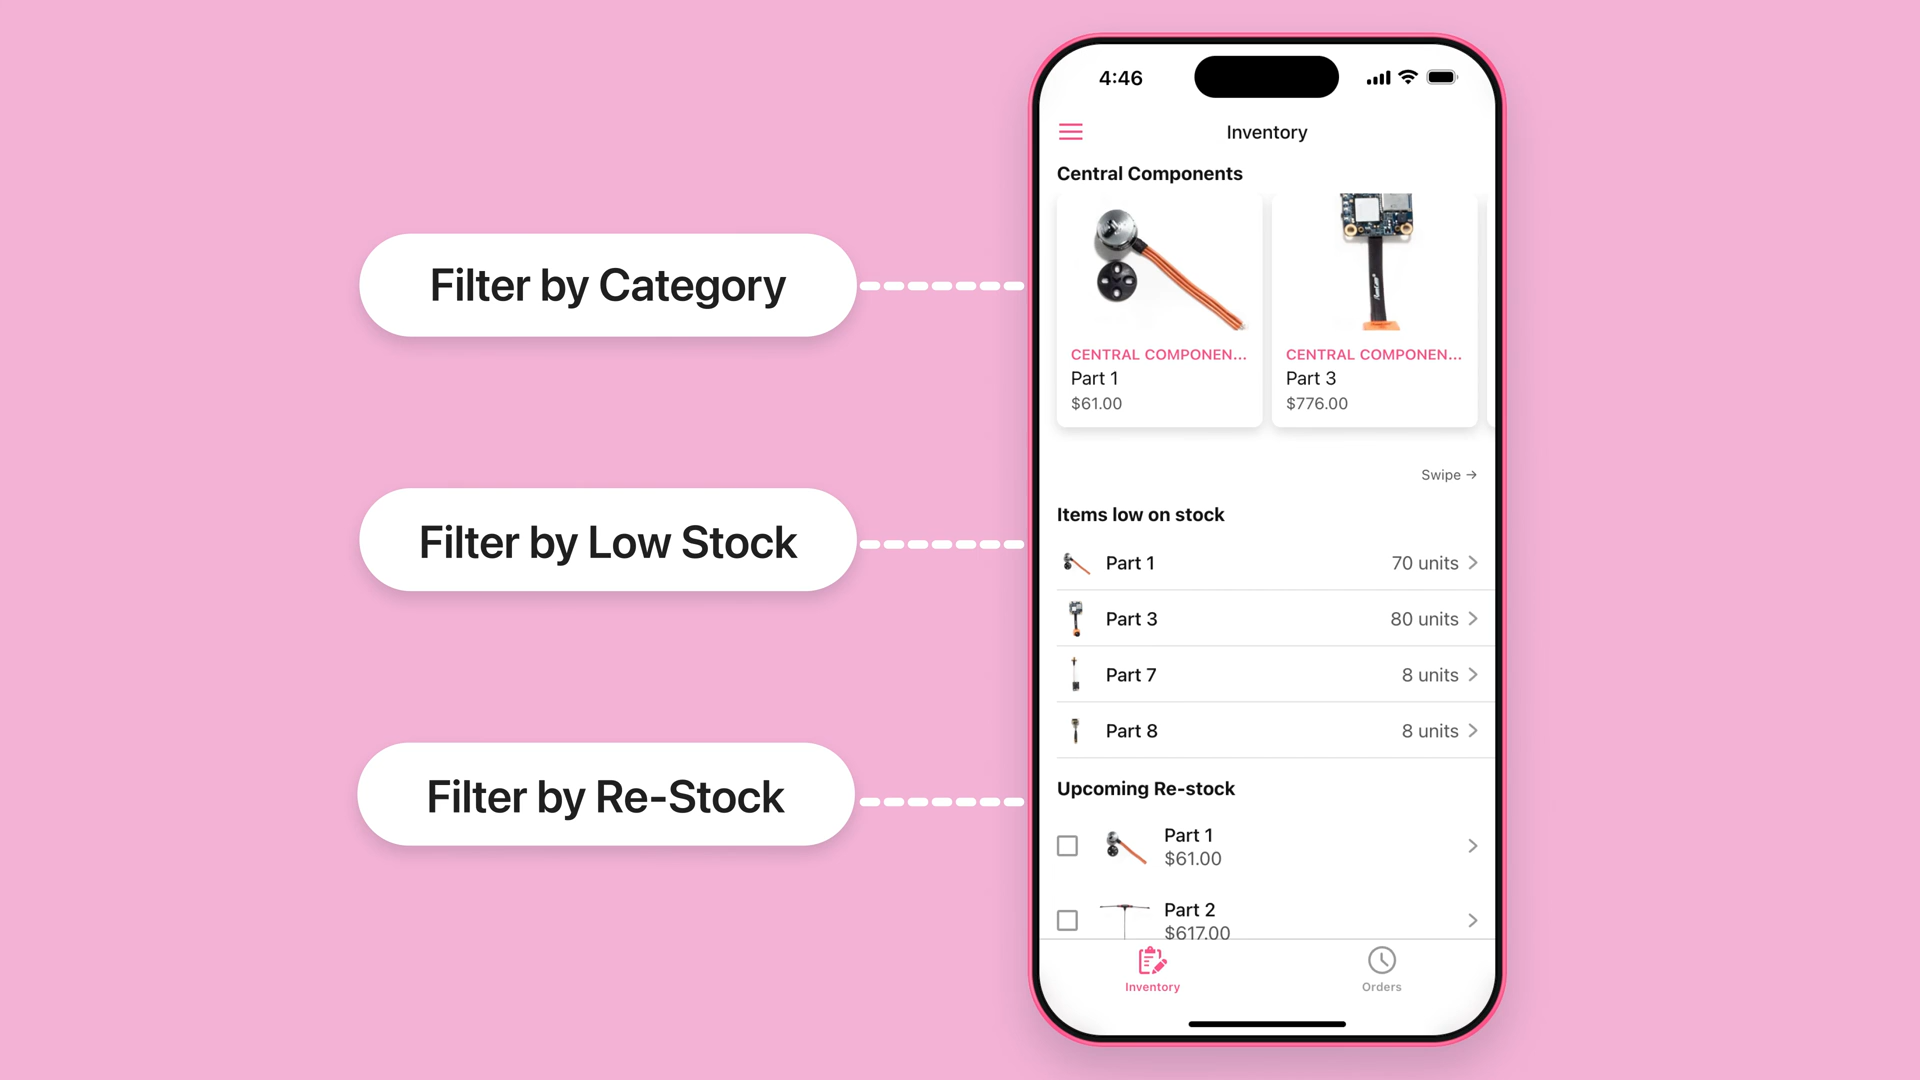 Filter by Category
Filter by Low Stock
Filter by Re-Stock
4:46
Inventory
Central Components
CENTRAL COMPONEN...
Part 1
$61.00
CENTRAL COMPONEN...
Part 3
$776.00
Swipe →
Items low on stock
Part 1 70 units
Part 3 80 units
Part 7 8 units
Part 8 8 units
Upcoming Re-stock
Part 1
$61.00
Part 2
$617.00
Inventory
Orders